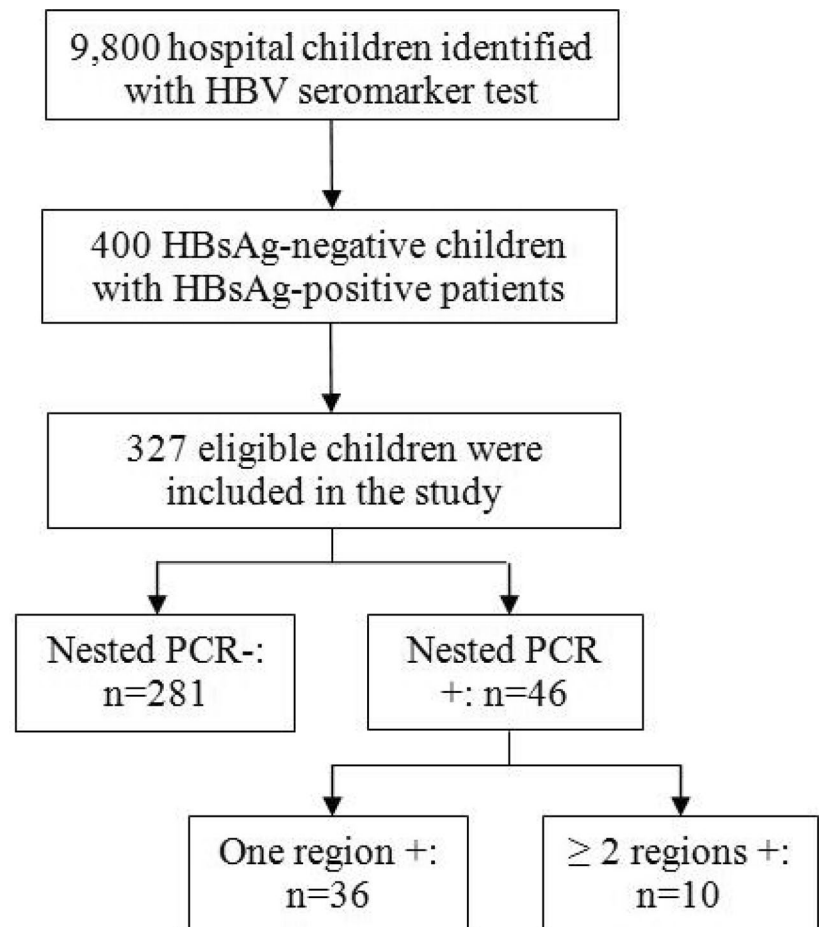 9,800 hospital children identified
with HBV seromarker test
400 HBsAg-negative children
with HBsAg-positive patients
327 eligible children were
included in the study
Nested PCR-:
n=281
Nested PCR
+: n=46
One region +:
n=36
≥ 2 regions +:
n=10